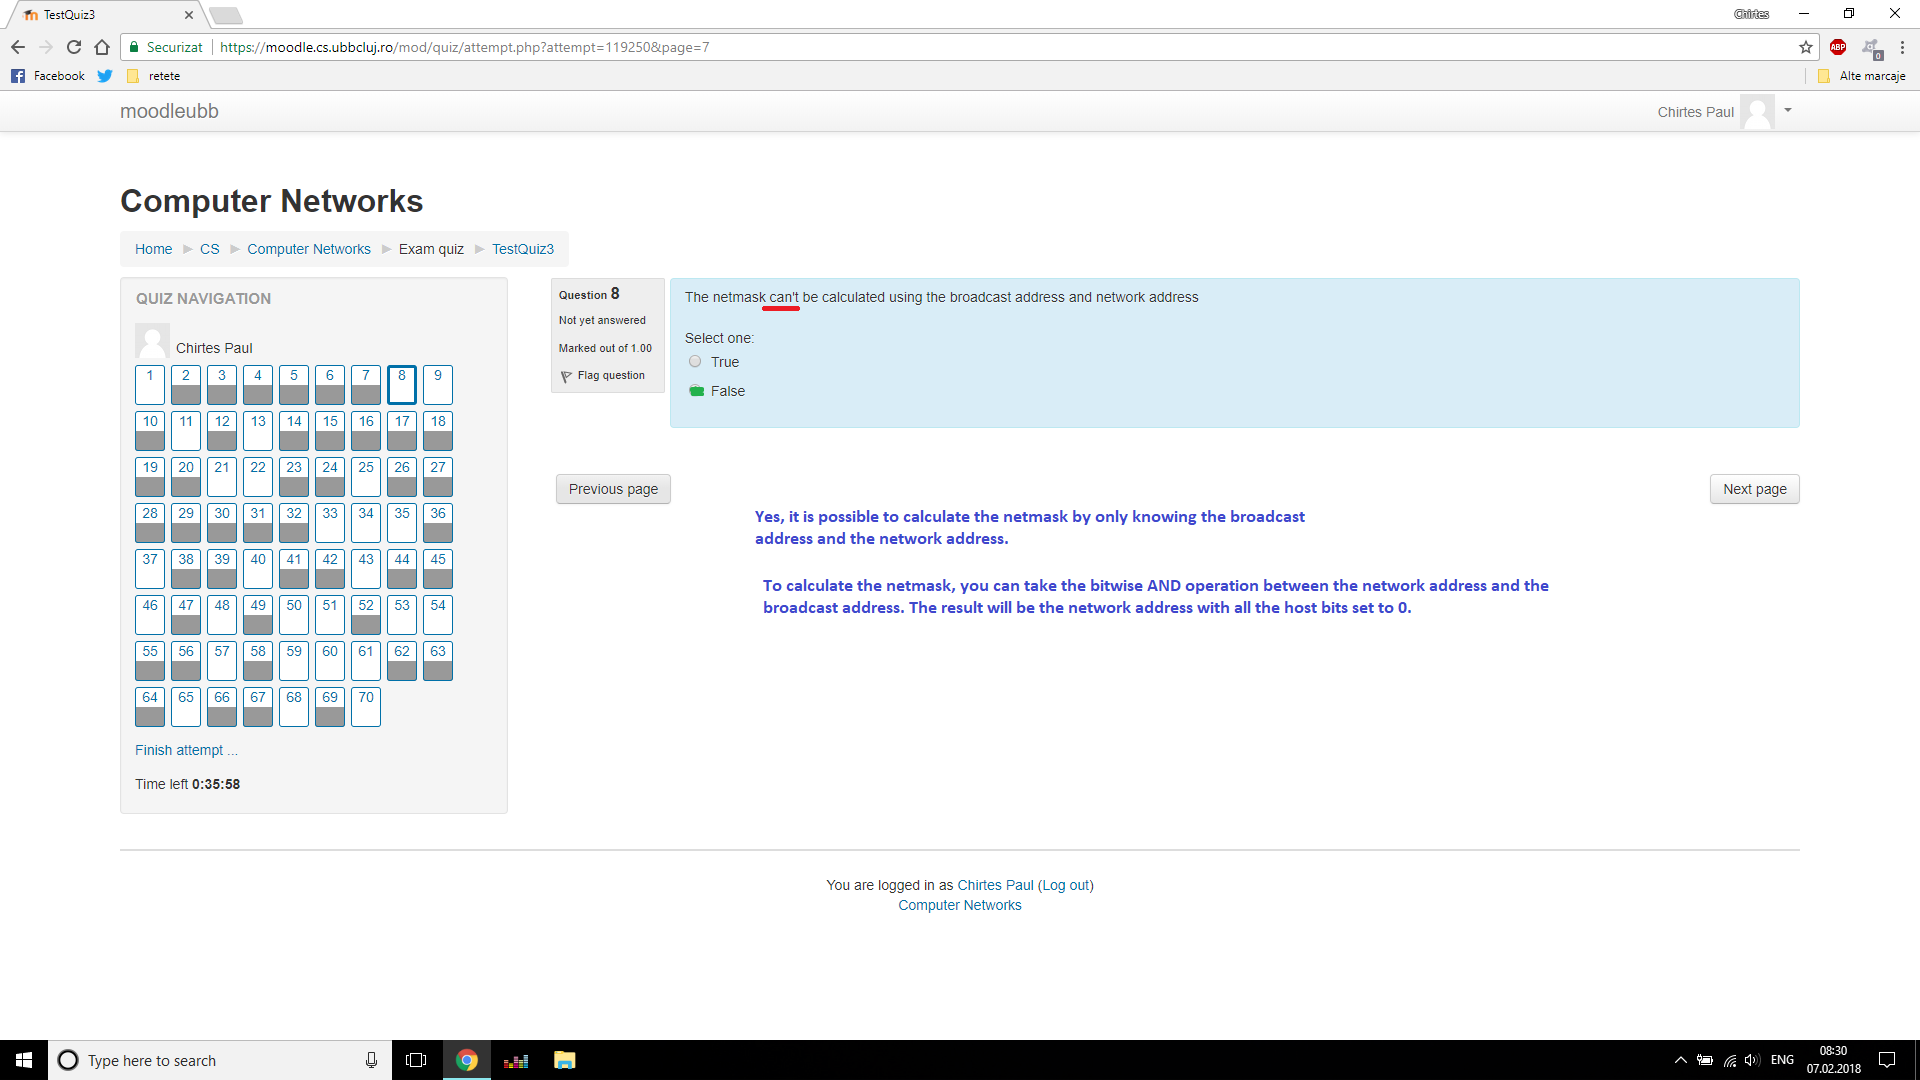 TestQuiz3
Chirtes
Securizat
https://moodle.cs.ubbcluj.ro/mod/quiz/attempt.php?attempt=119250&page=7
ABP
0
Facebook
retete
Alte marcaje
moodleubb
Chirtes Paul
Computer Networks
Home ► CS ► Computer Networks ► Exam quiz ► TestQuiz3
QUIZ NAVIGATION
Chirtes Paul
1 2 3 4 5 6 7 8 9
10 11 12 13 14 15 16 17 18
19 20 21 22 23 24 25 26 27
28 29 30 31 32 33 34 35 36
37 38 39 40 41 42 43 44 45
46 47 48 49 50 51 52 53 54
55 56 57 58 59 60 61 62 63
64 65 66 67 68 69 70
Finish attempt ...
Time left 0:35:58
Question 8
Not yet answered
Marked out of 1.00
Flag question
The netmask can't be calculated using the broadcast address and network address
Select one:
True
False
Previous page
Next page
Yes, it is possible to calculate the netmask by only knowing the broadcast
address and the network address.
To calculate the netmask, you can take the bitwise AND operation between the network address and the
broadcast address. The result will be the network address with all the host bits set to 0.
You are logged in as Chirtes Paul (Log out)
Computer Networks
Type here to search
ENG
08:30
07.02.2018